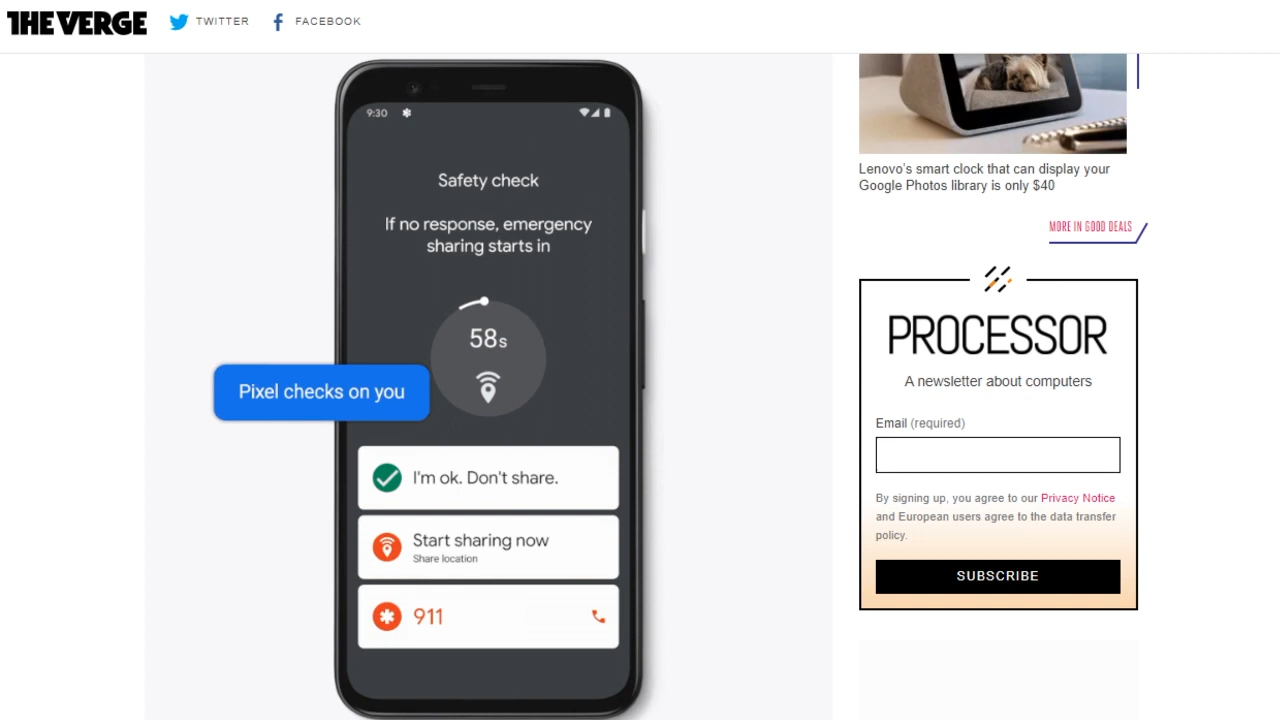 THE VERGE
TWITTER
FACEBOOK
9:30
Safety check
If no response, emergency
sharing starts in
58s
Pixel checks on you
I'm ok. Don't share.
Start sharing now
Share location
911
Lenovo's smart clock that can display your
Google Photos library is only $40
MORE IN GOOD DEALS
PROCESSOR
A newsletter about computers
Email (required)
By signing up, you agree to our Privacy Notice
and European users agree to the data transfer
policy.
SUBSCRIBE